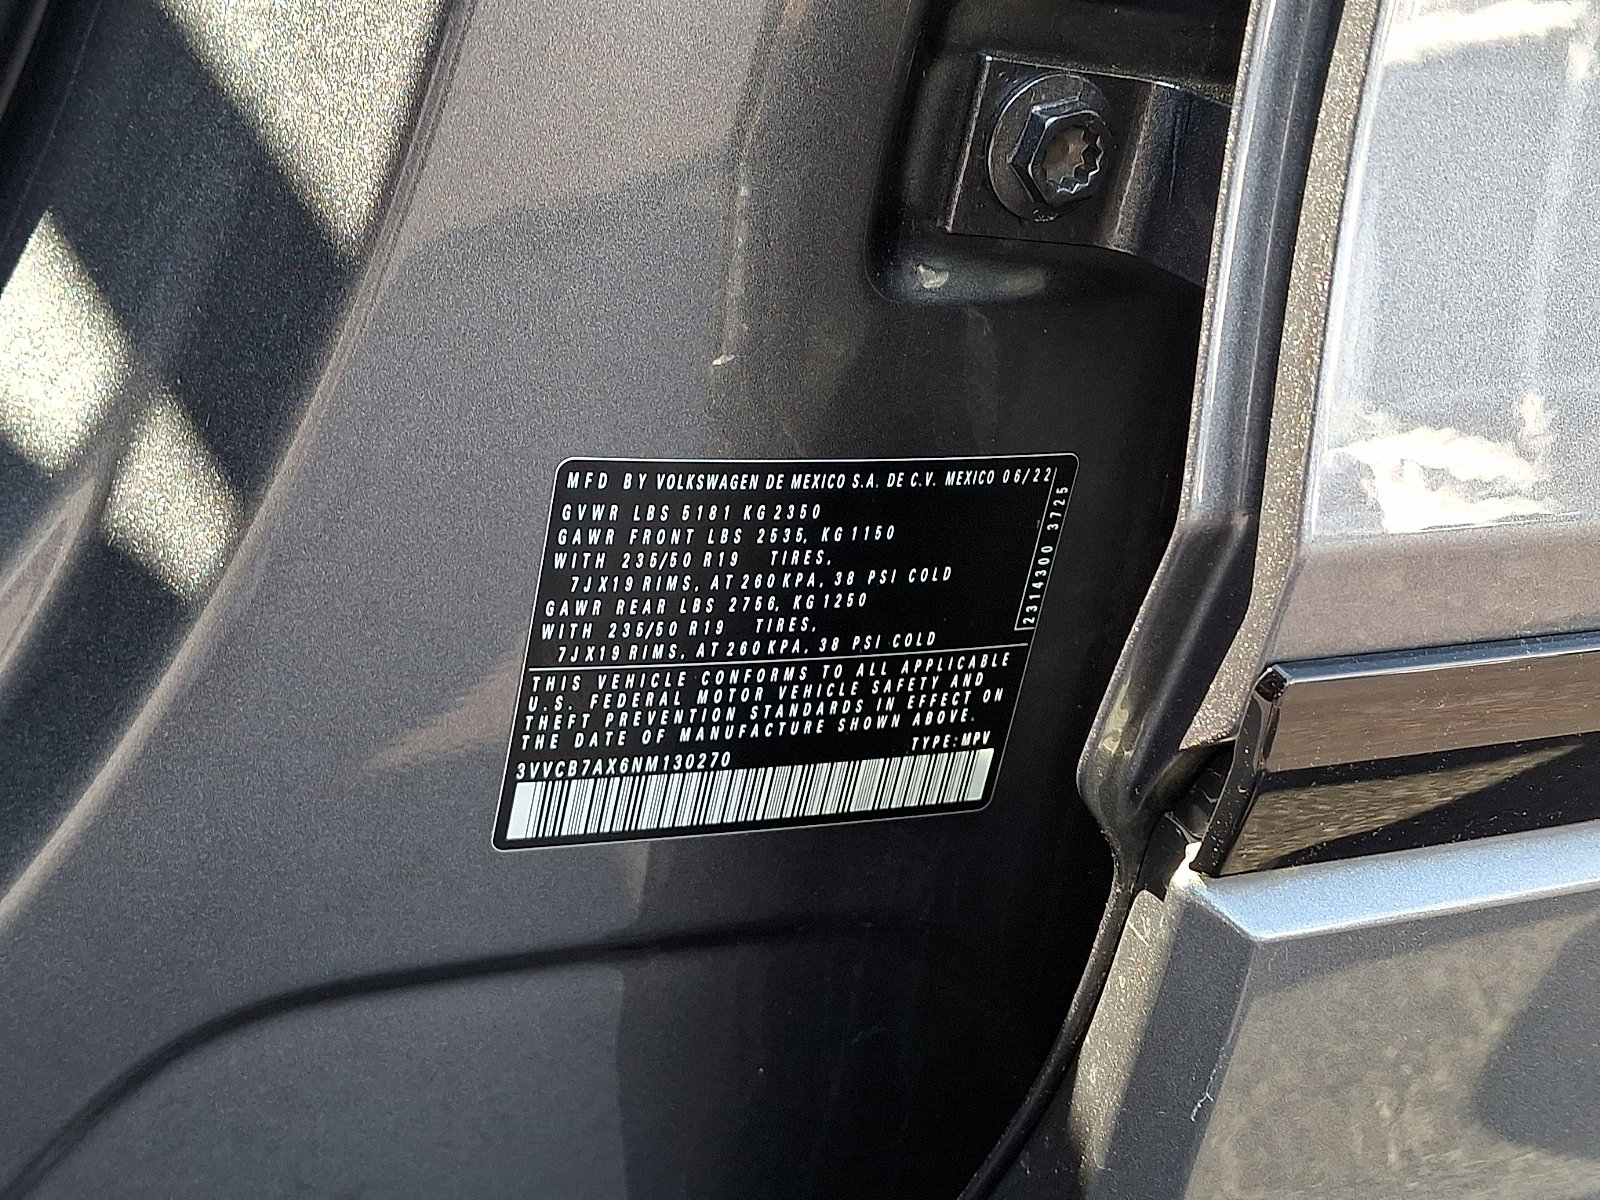 MFD BY VOLKSWAGEN DE MEXICO S.A. DE C.V. MEXICO 06/22
GVWR LBS 5181 KG 2350
GAWR FRONT LBS 2535, KG 1150
WITH 235/50 R19 TIRES,
7JX19 RIMS, AT 260 KPA, 38 PSI COLD
GAWR REAR LBS 2756, KG 1250
WITH 235/50 R19 TIRES,
7JX19 RIMS, AT 260 KPA, 38 PSI COLD
2314300 3725
THIS VEHICLE CONFORMS TO ALL APPLICABLE
U.S. FEDERAL MOTOR VEHICLE SAFETY AND
THEFT PREVENTION STANDARDS IN EFFECT ON
THE DATE OF MANUFACTURE SHOWN ABOVE.
TYPE: MPV
3VVCB7AX6NM130270